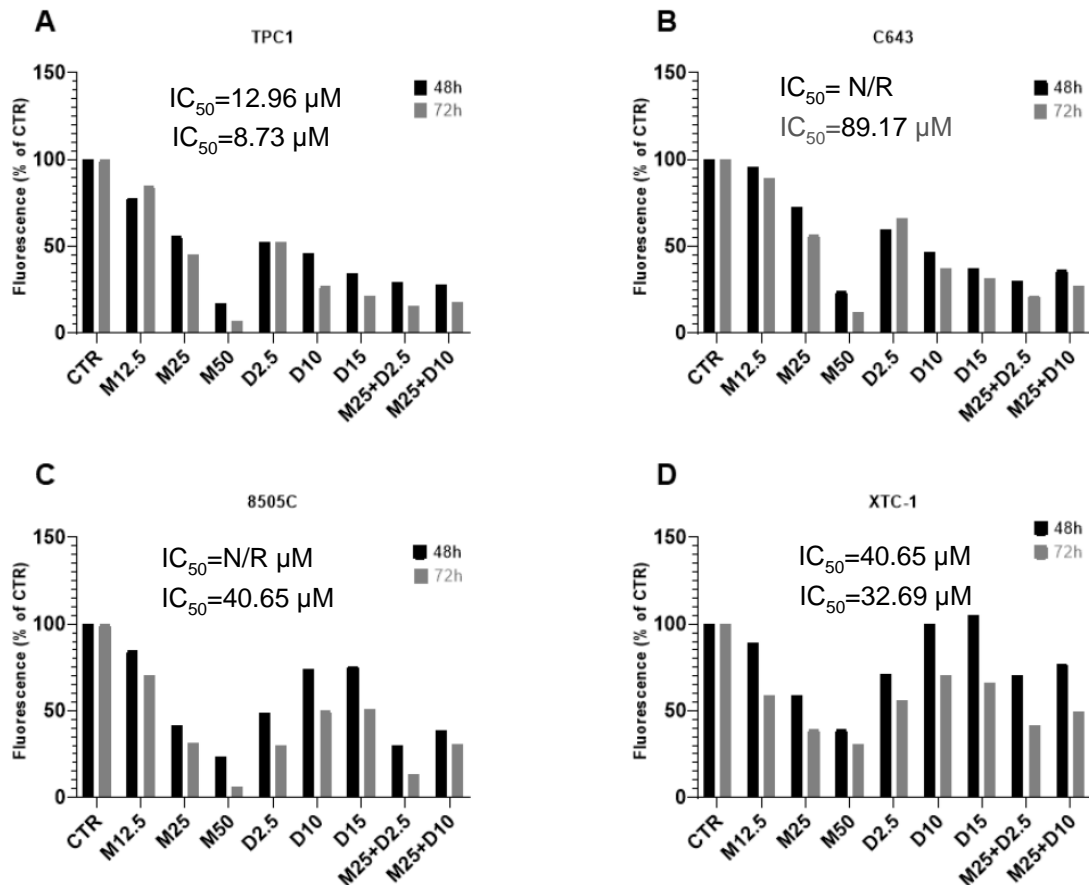 A
TPC1
Fluorescence (% of CTR)
150
100
50
0
IC50=12.96 µM
IC50=8.73 µM
48h
72h
CTR
M12.5
M25
M50
D2.5
D10
D15
M25+D2.5
M25+D10
B
C643
Fluorescence (% of CTR)
150
100
50
0
IC50= N/R
IC50=89.17 µM
48h
72h
CTR
M12.5
M25
M50
D2.5
D10
D15
M25+D2.5
M25+D10
C
8505C
Fluorescence (% of CTR)
150
100
50
0
IC50=N/R µM
IC50=40.65 µM
48h
72h
CTR
M12.5
M25
M50
D2.5
D10
D15
M25+D2.5
M25+D10
D
XTC-1
Fluorescence (% of CTR)
150
100
50
0
IC50=40.65 µM
IC50=32.69 µM
48h
72h
CTR
M12.5
M25
M50
D2.5
D10
D15
M25+D2.5
M25+D10